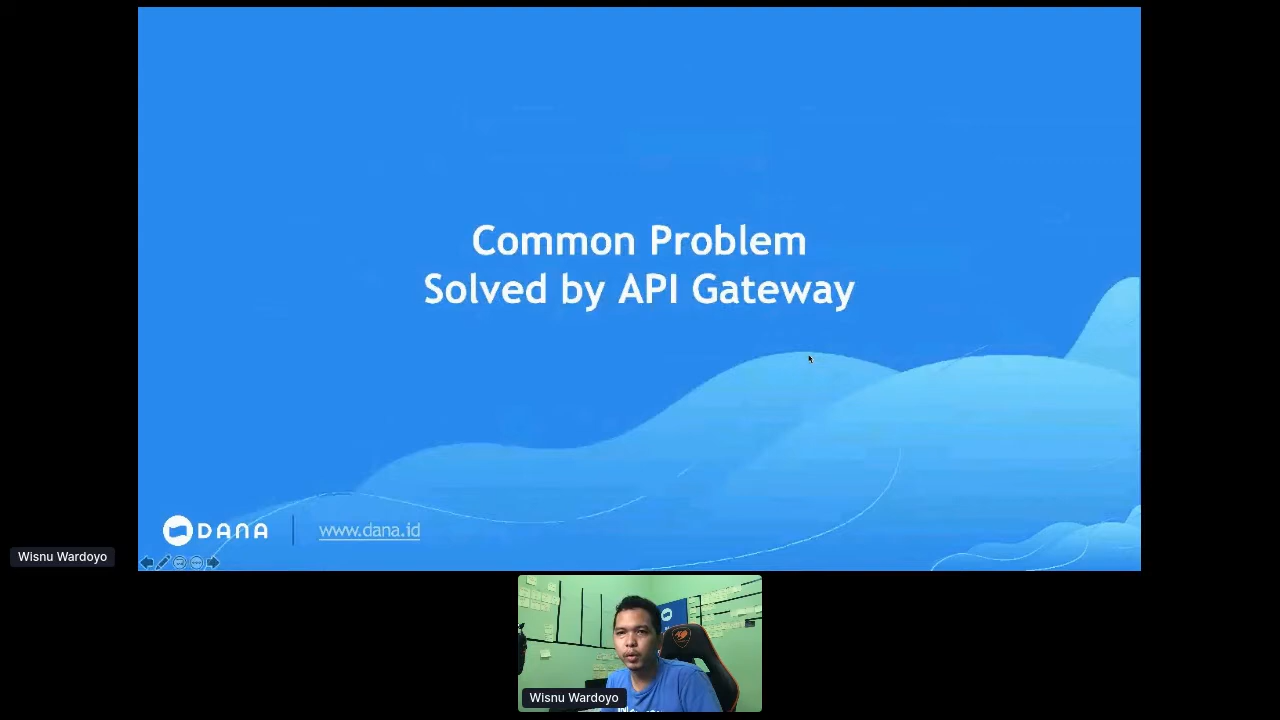 Common Problem
Solved by API Gateway
DANA
www.dana.id
Wisnu Wardoyo
Wisnu Wardoyo